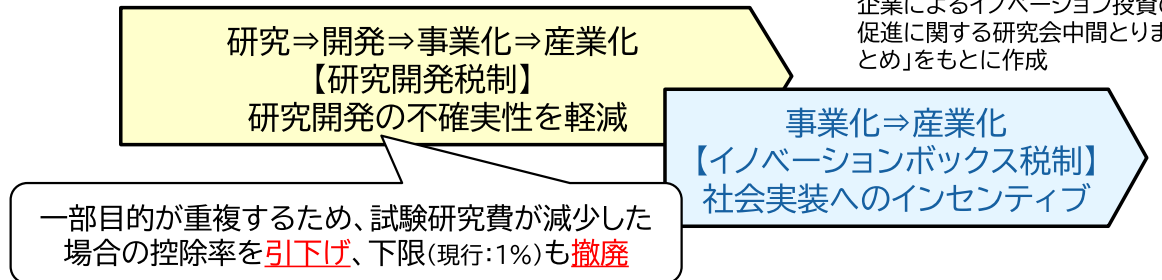 企業によるイノベーション投資の
促進に関する研究会中間とりま
とめ」をもとに作成
研究⇒開発⇒事業化⇒産業化
【研究開発税制】
研究開発の不確実性を軽減
事業化⇒産業化
【イノベーションボックス税制】
社会実装へのインセンティブ
一部目的が重複するため、試験研究費が減少した
場合の控除率を引下げ、下限(現行:1%)も撤廃